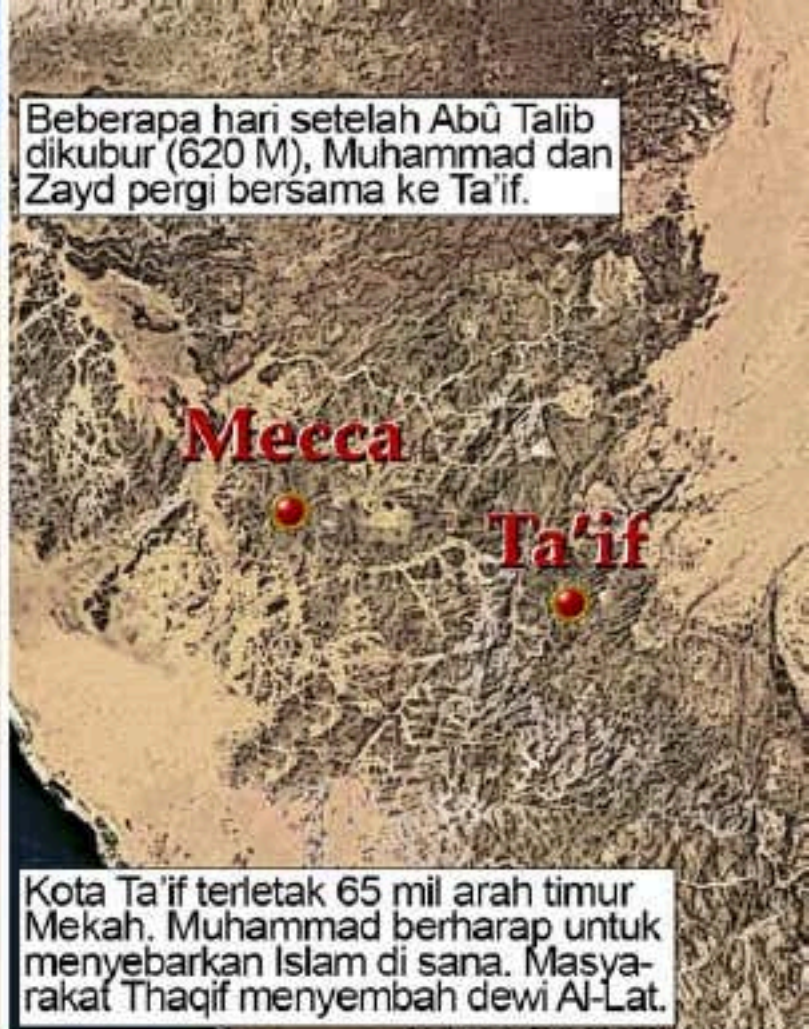 Beberapa hari setelah Abû Talib
dikubur (620 M), Muhammad dan
Zayd pergi bersama ke Ta'if.
Mecca
Ta'if
Kota Ta'if terletak 65 mil arah timur
Mekah. Muhammad berharap untuk
menyebarkan Islam di sana. Masya-
rakat Thaqif menyembah dewi Al-Lat.